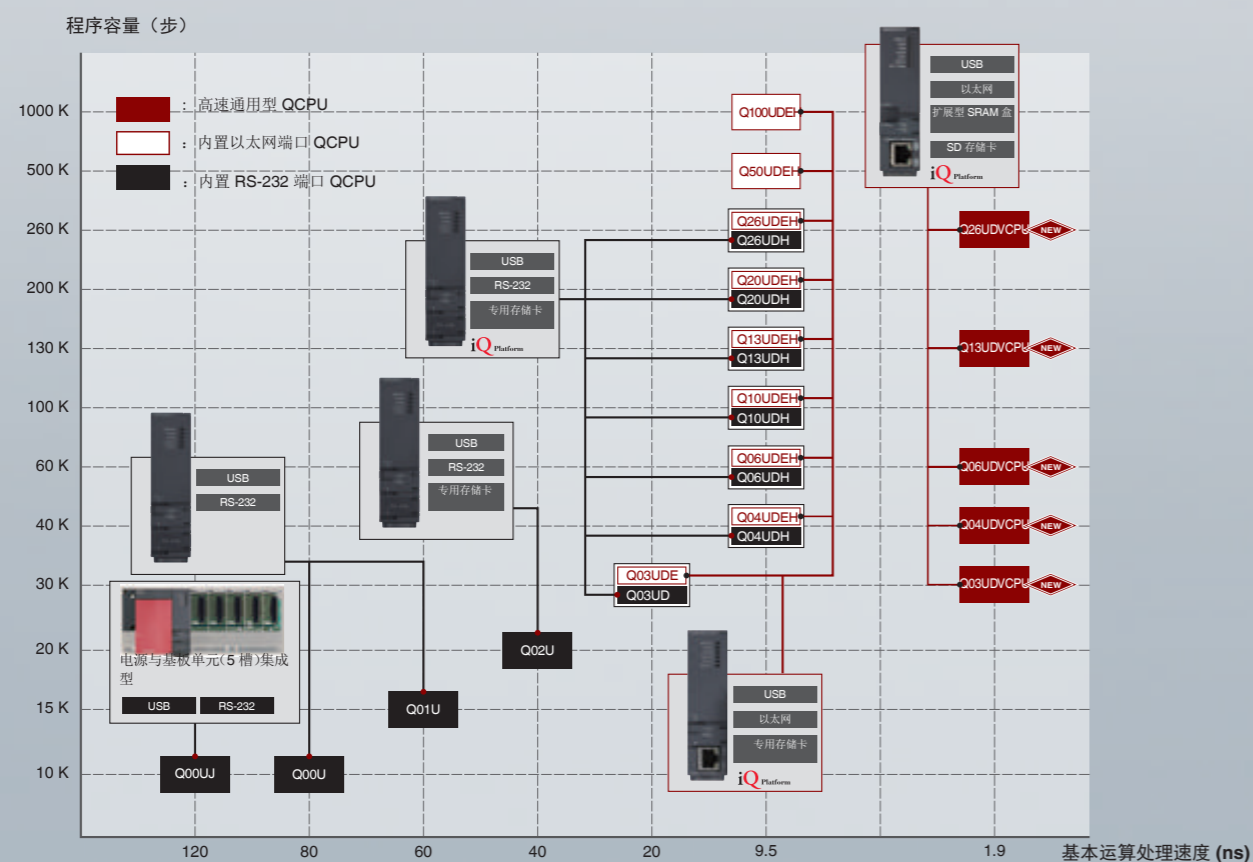 程序容量（步）
1000 K
500 K
260 K
200 K
130 K
100 K
60 K
40 K
30 K
20 K
15 K
10 K
：高速通用型 QCPU
：内置以太网端口 QCPU
：内置 RS-232 端口 QCPU
USB
以太网
扩展型 SRAM 盒
SD 存储卡
iQ Platform
USB
RS-232
专用存储卡
iQ Platform
USB
RS-232
专用存储卡
USB
RS-232
电源与基板单元(5 槽)集成
型
USB
RS-232
Q00UJ
Q00U
Q01U
Q02U
Q100UDEH
Q50UDEH
Q26UDEH
Q26UDH
Q20UDEH
Q20UDH
Q13UDEH
Q13UDH
Q10UDEH
Q10UDH
Q06UDEH
Q06UDH
Q04UDEH
Q04UDH
Q03UDE
Q03UD
USB
以太网
专用存储卡
iQ Platform
Q26UDVCPU NEW
Q13UDVCPU NEW
Q06UDVCPU NEW
Q04UDVCPU NEW
Q03UDVCPU NEW
120
80
60
40
20
9.5
1.9
基本运算处理速度 (ns)